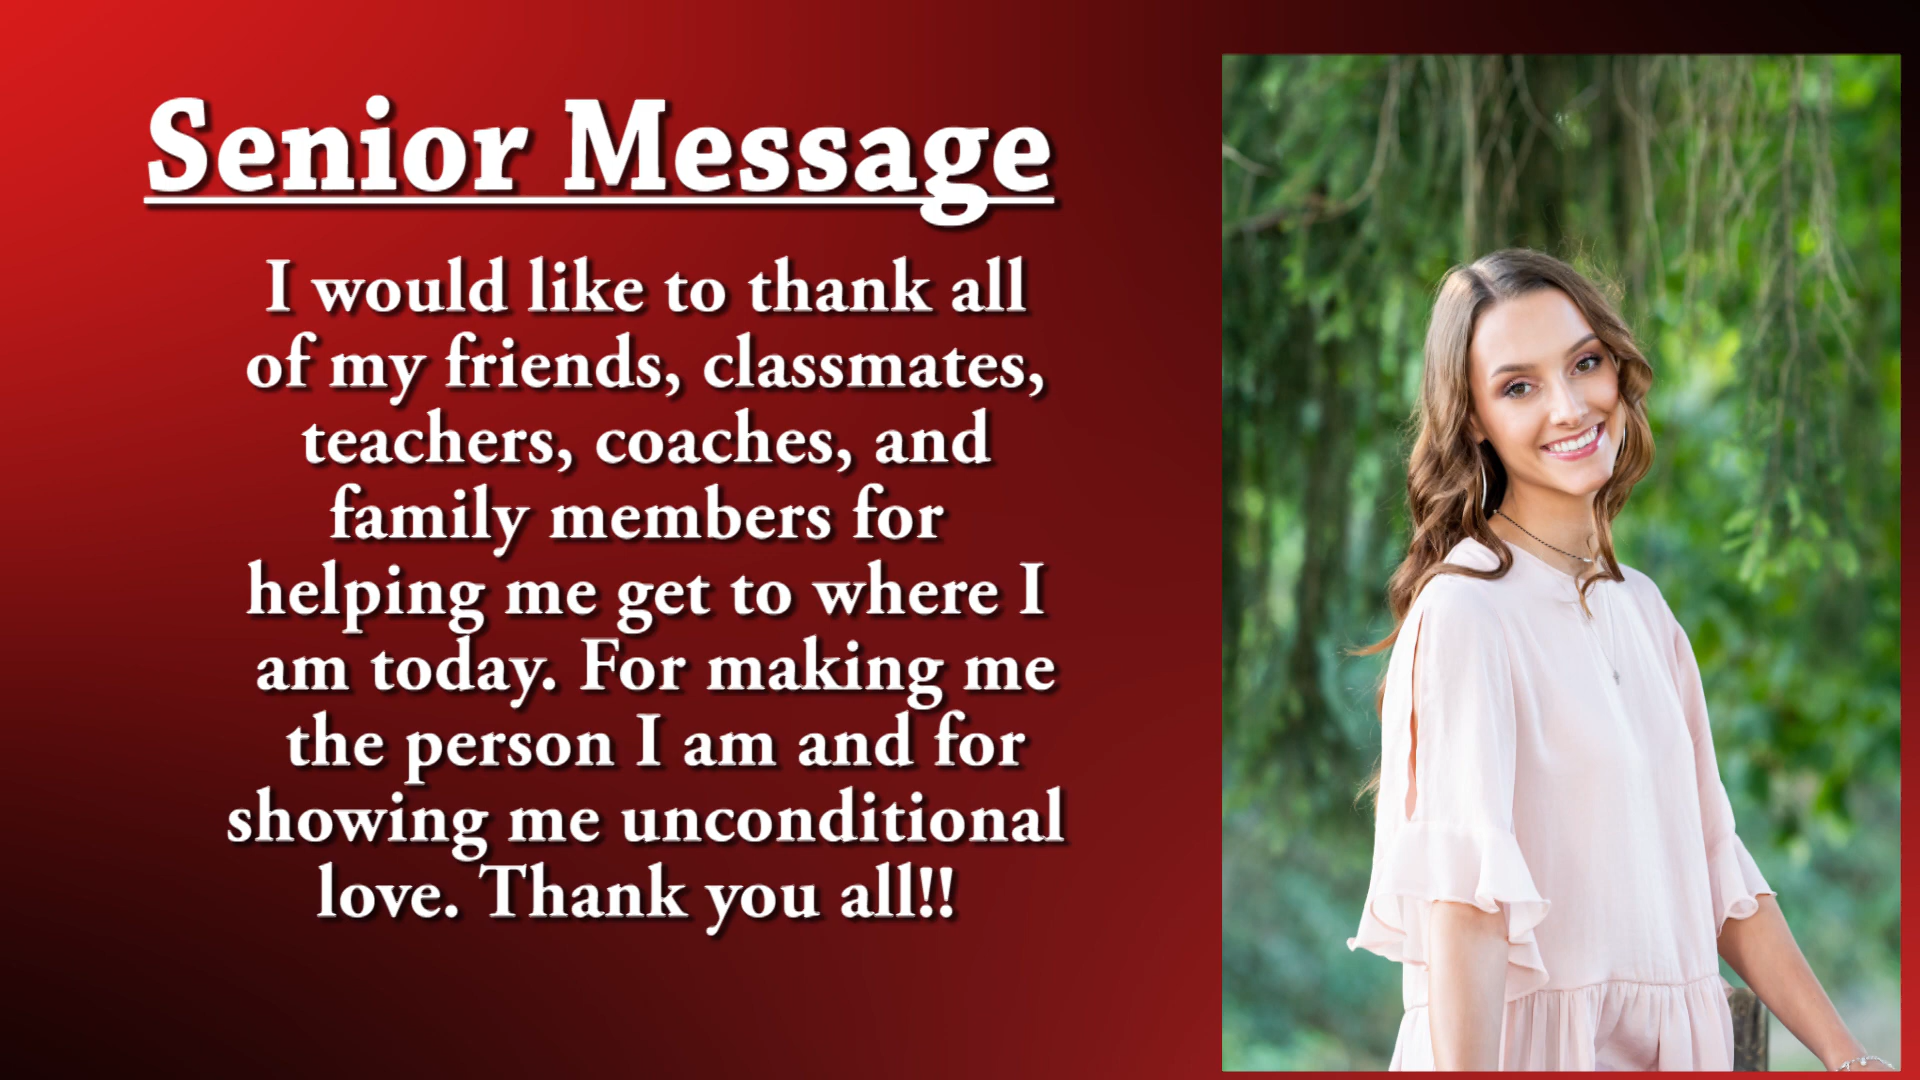 Senior Message
I would like to thank all
of my friends, classmates,
teachers, coaches, and
family members for
helping me get to where I
am today. For making me
the person I am and for
showing me unconditional
love. Thank you all!!